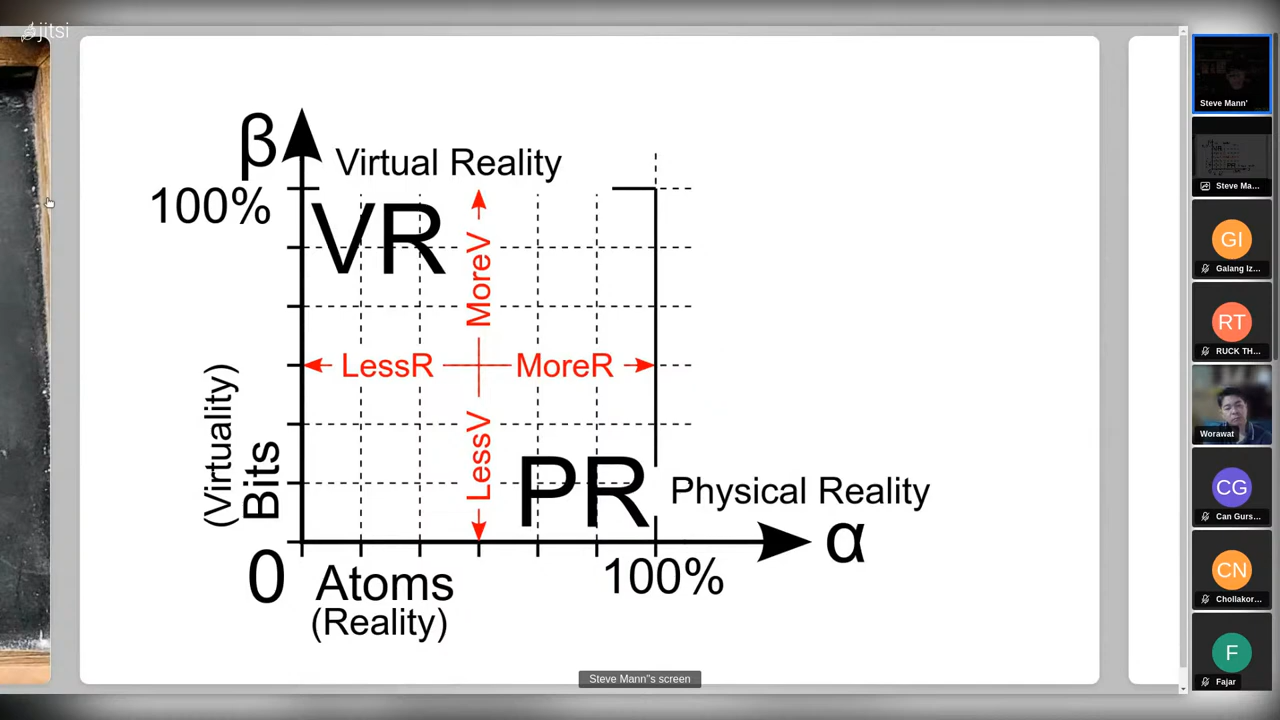 jitsi
β
Virtual Reality
100%
VR
MoreV
LessR
MoreR
LessV
(Virtuality)
Bits
PR
Physical Reality
α
0
Atoms
(Reality)
100%
Steve Mann''s screen
Steve Mann'
Steve Ma...
GI
Galang Iz...
RT
RUCK TH...
Worawat
CG
Can Gurs...
CN
Chollakor...
F
Fajar